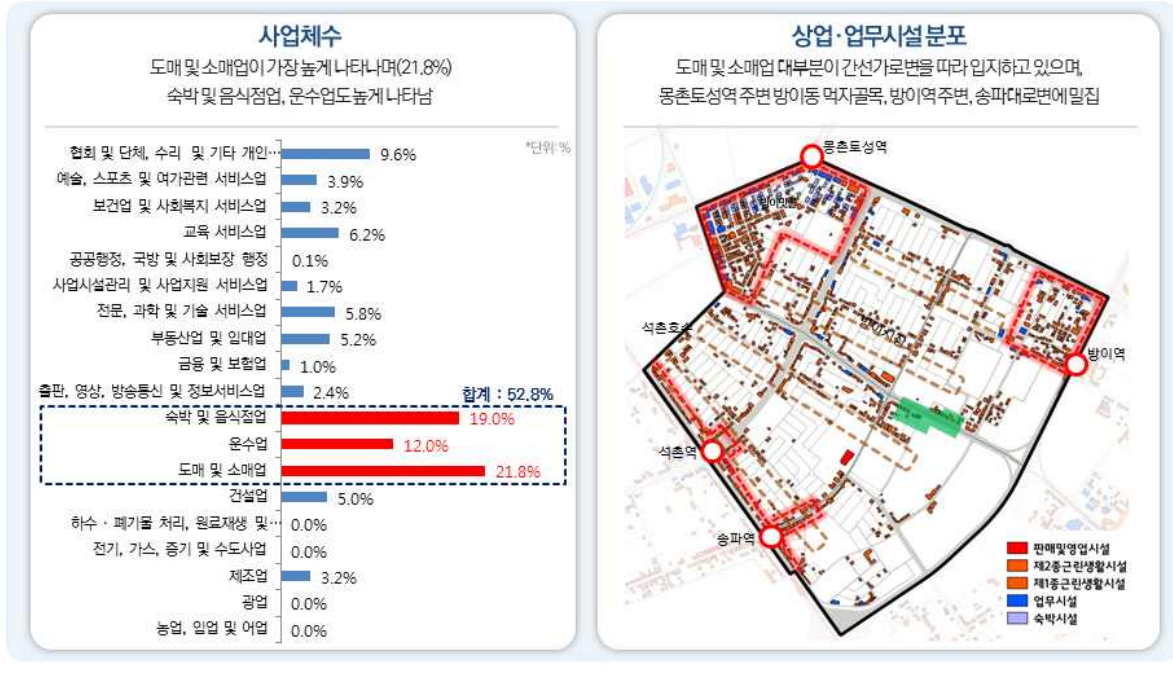 사업체수
도매 및 소매업이 가장 높게 나타나며(21.8%)
숙박 및 음식점업, 운수업도 높게 나타남
*단위: %
협회 및 단체, 수리 및 기타 개인… 9.6%
예술, 스포츠 및 여가관련 서비스업 3.9%
보건업 및 사회복지 서비스업 3.2%
교육 서비스업 6.2%
공공행정, 국방 및 사회보장 행정 0.1%
사업시설관리 및 사업지원 서비스업 1.7%
전문, 과학 및 기술 서비스업 5.8%
부동산업 및 임대업 5.2%
금융 및 보험업 1.0%
출판, 영상, 방송통신 및 정보서비스업 2.4%
합계 : 52.8%
숙박 및 음식점업 19.0%
운수업 12.0%
도매 및 소매업 21.8%
건설업 5.0%
하수 · 폐기물 처리, 원료재생 및… 0.0%
전기, 가스, 증기 및 수도사업 0.0%
제조업 3.2%
광업 0.0%
농업, 임업 및 어업 0.0%
상업·업무시설 분포
도매 및 소매업 대부분이 간선가로변을 따라 입지하고 있으며,
몽촌토성역 주변 방이동 먹자골목, 방이역 주변, 송파대로변에 밀집
몽촌토성역
석촌호수
방이시장
방이역
석촌역
송파역
판매및영업시설
제2종근린생활시설
제1종근린생활시설
업무시설
숙박시설